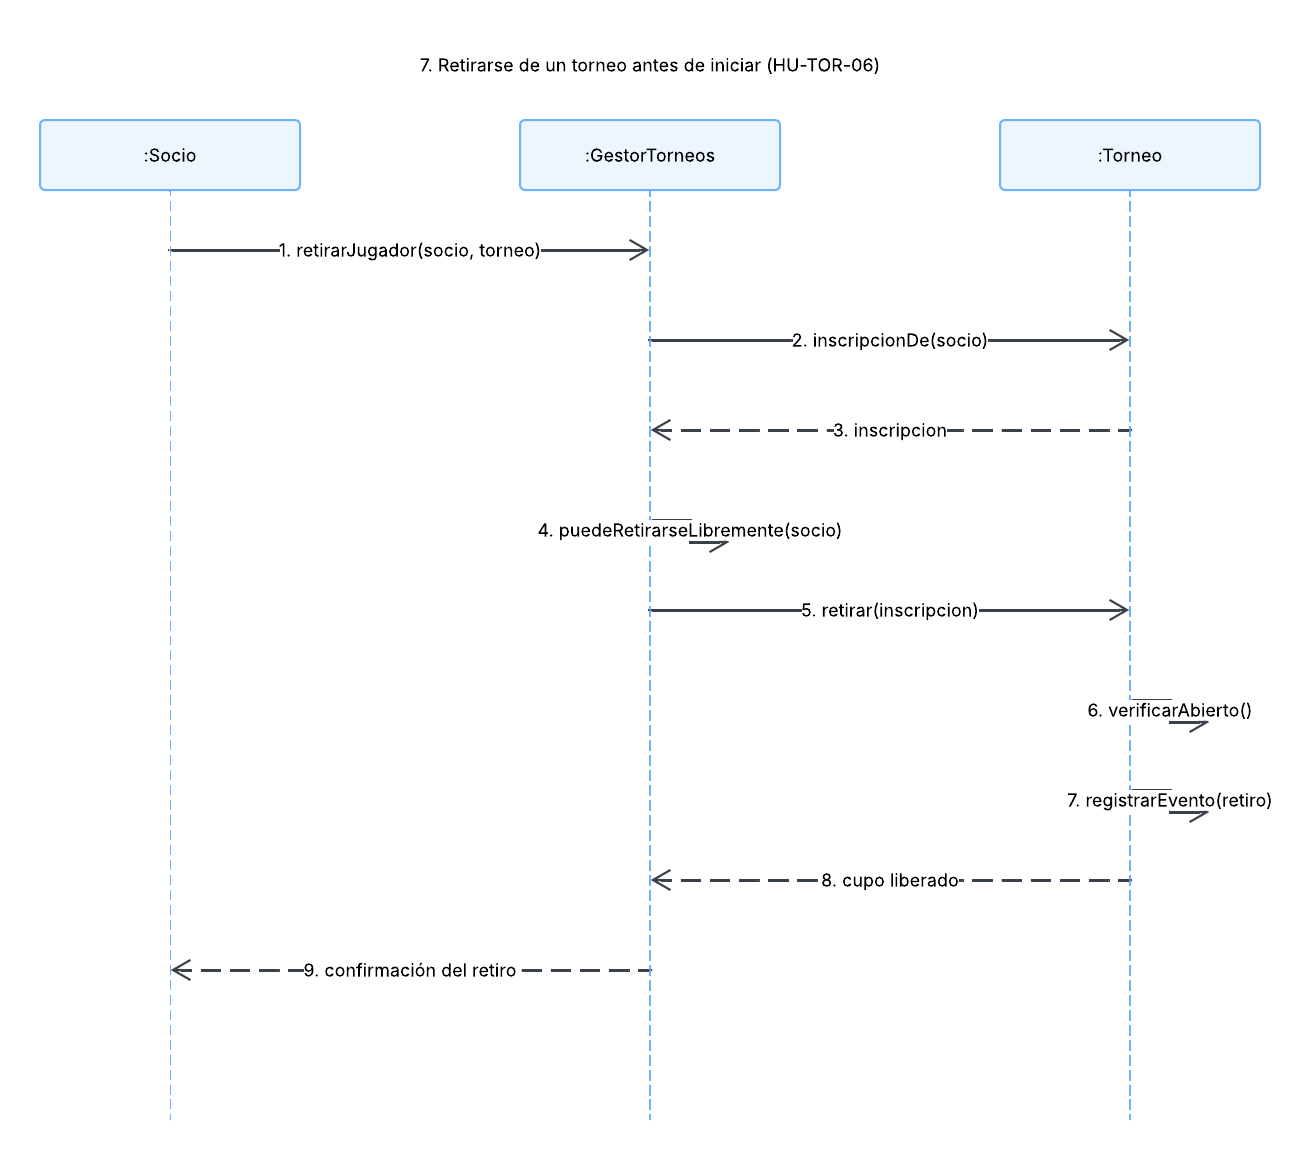 7. Retirarse de un torneo antes de iniciar (HU-TOR-06)
:Socio
:GestorTorneos
:Torneo
1. retirarJugador(socio, torneo)
2. inscripcionDe(socio)
3. inscripcion
4. puedeRetirarseLibremente(socio)
5. retirar(inscripcion)
6. verificarAbierto()
7. registrarEvento(retiro)
8. cupo liberado
9. confirmación del retiro